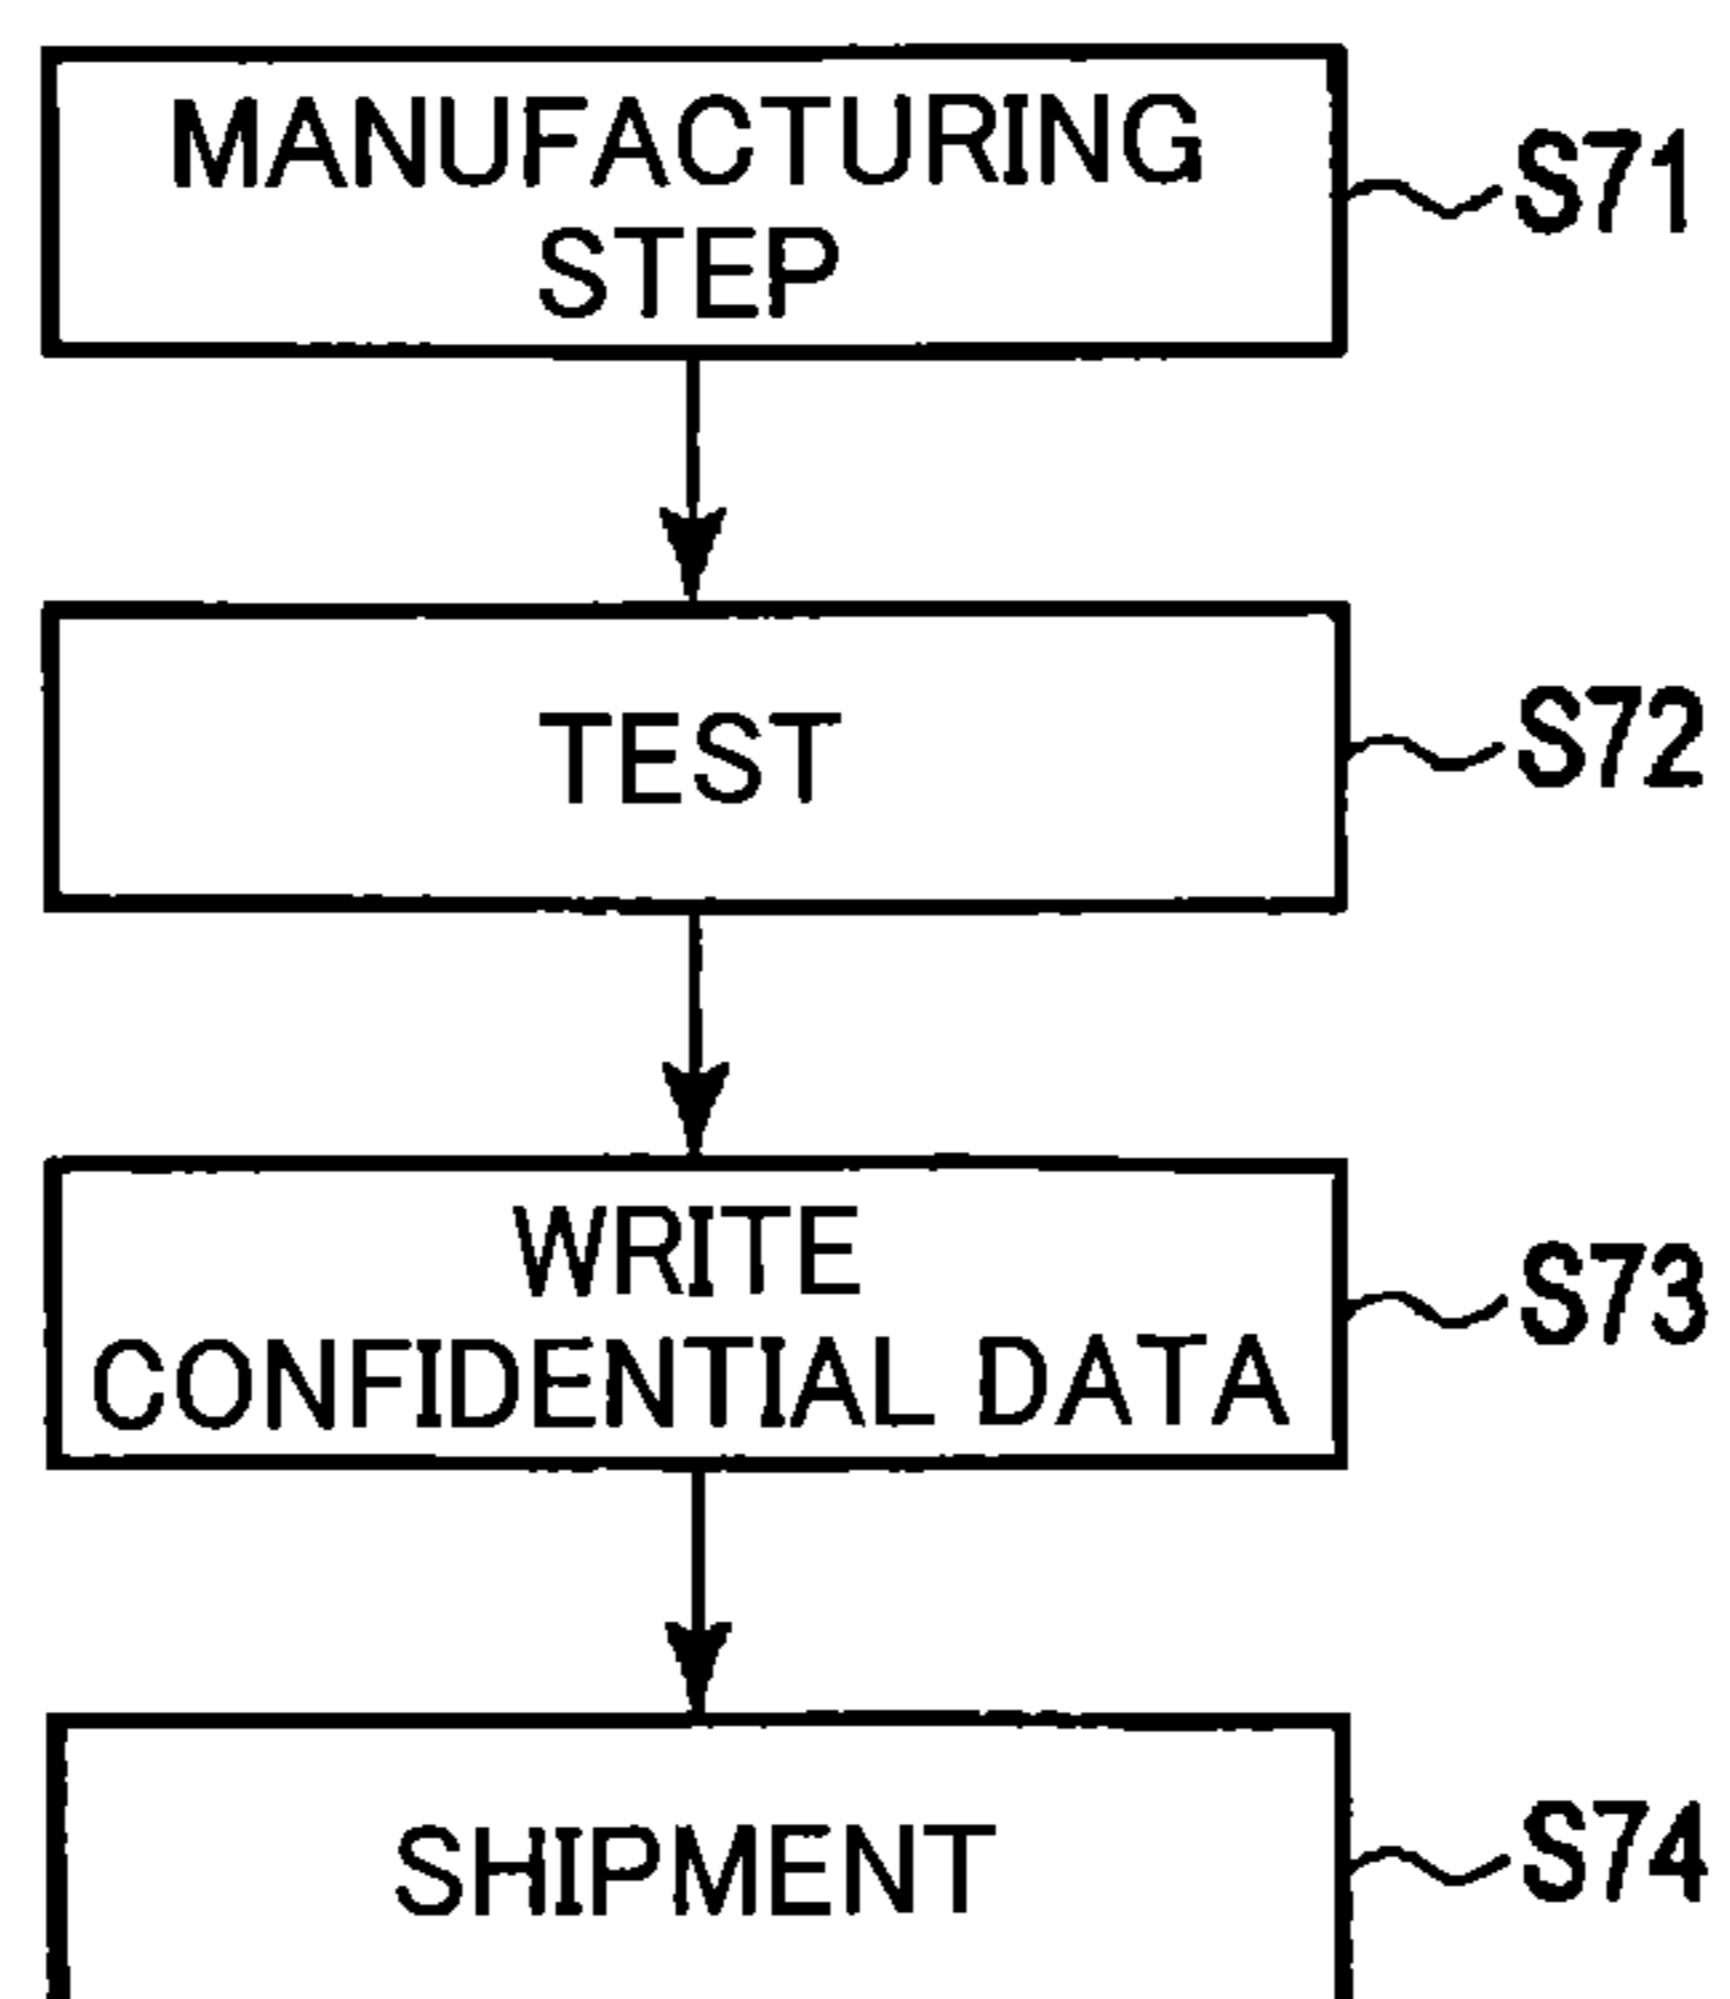 MANUFACTURING
STEP
S71
TEST
S72
WRITE
CONFIDENTIAL DATA
S73
SHIPMENT
S74